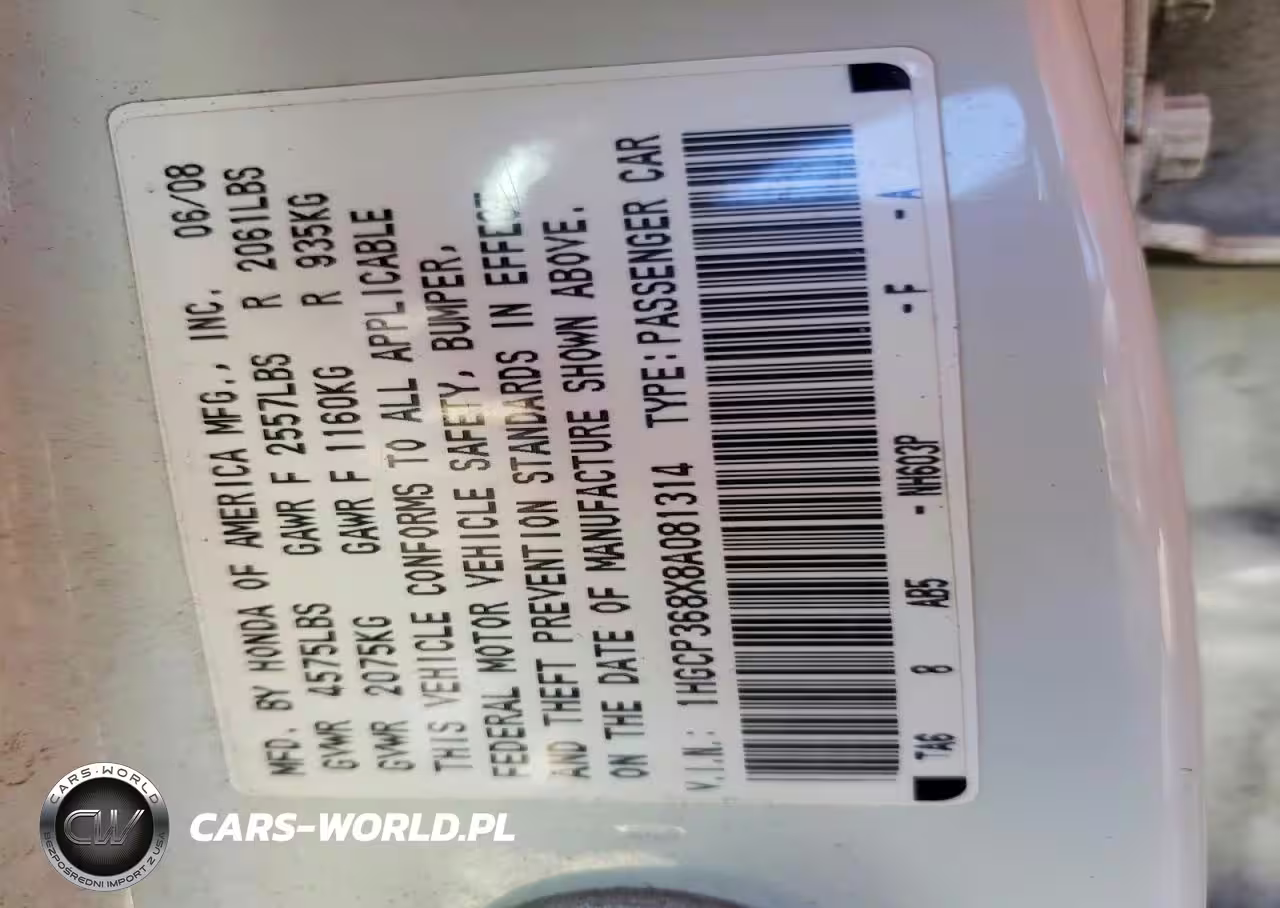 MFD. BY HONDA OF AMERICA MFG., INC. 06/08
GVWR 4575LBS GAWR F 2557LBS R 2061LBS
GVWR 2075KG GAWR F 1160KG R 935KG
THIS VEHICLE CONFORMS TO ALL APPLICABLE
FEDERAL MOTOR VEHICLE SAFETY, BUMPER,
AND THEFT PREVENTION STANDARDS IN EFFECT
ON THE DATE OF MANUFACTURE SHOWN ABOVE.
V.I.N.: 1HGCP368X8A081314 TYPE:PASSENGER CAR
TA6 8 AB5 - NH603P - F - A
CARS-WORLD
CW
BEZPOŚREDNI IMPORT Z USA
CARS-WORLD.PL